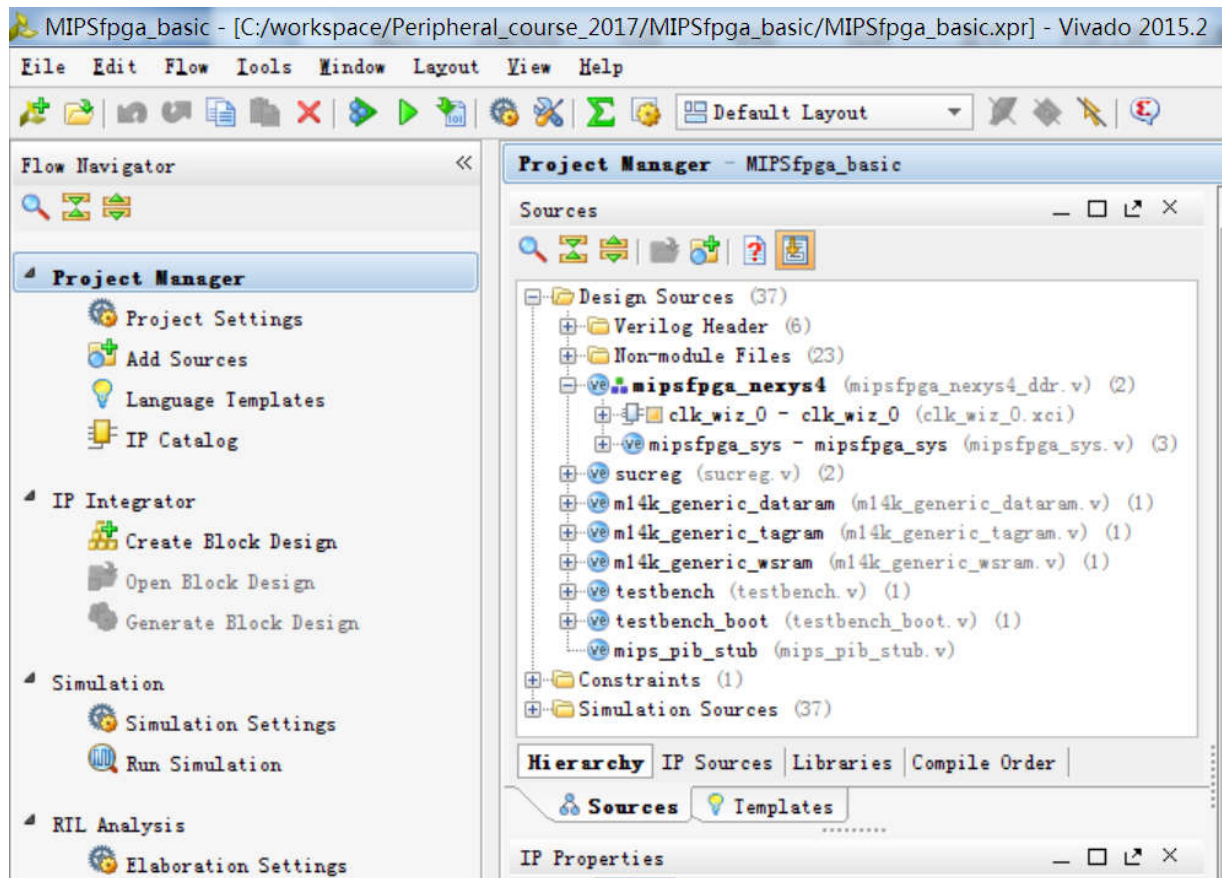 MIPSfpga_basic - [C:/workspace/Peripheral_course_2017/MIPSfpga_basic/MIPSfpga_basic.xpr] - Vivado 2015.2
File Edit Flow Tools Window Layout View Help
Default Layout
Flow Navigator
Project Manager
Project Settings
Add Sources
Language Templates
IP Catalog
IP Integrator
Create Block Design
Open Block Design
Generate Block Design
Simulation
Simulation Settings
Run Simulation
RTL Analysis
Elaboration Settings
Project Manager - MIPSfpga_basic
Sources
Design Sources (37)
Verilog Header (6)
Non-module Files (23)
mipsfpga_nexys4 (mipsfpga_nexys4_ddr.v) (2)
clk_wiz_0 - clk_wiz_0 (clk_wiz_0.xci)
mipsfpga_sys - mipsfpga_sys (mipsfpga_sys.v) (3)
sucreg (sucreg.v) (2)
m14k_generic_dataram (m14k_generic_dataram.v) (1)
m14k_generic_tagram (m14k_generic_tagram.v) (1)
m14k_generic_wsram (m14k_generic_wsram.v) (1)
testbench (testbench.v) (1)
testbench_boot (testbench_boot.v) (1)
mips_pib_stub (mips_pib_stub.v)
Constraints (1)
Simulation Sources (37)
Hierarchy IP Sources Libraries Compile Order
Sources Templates
IP Properties